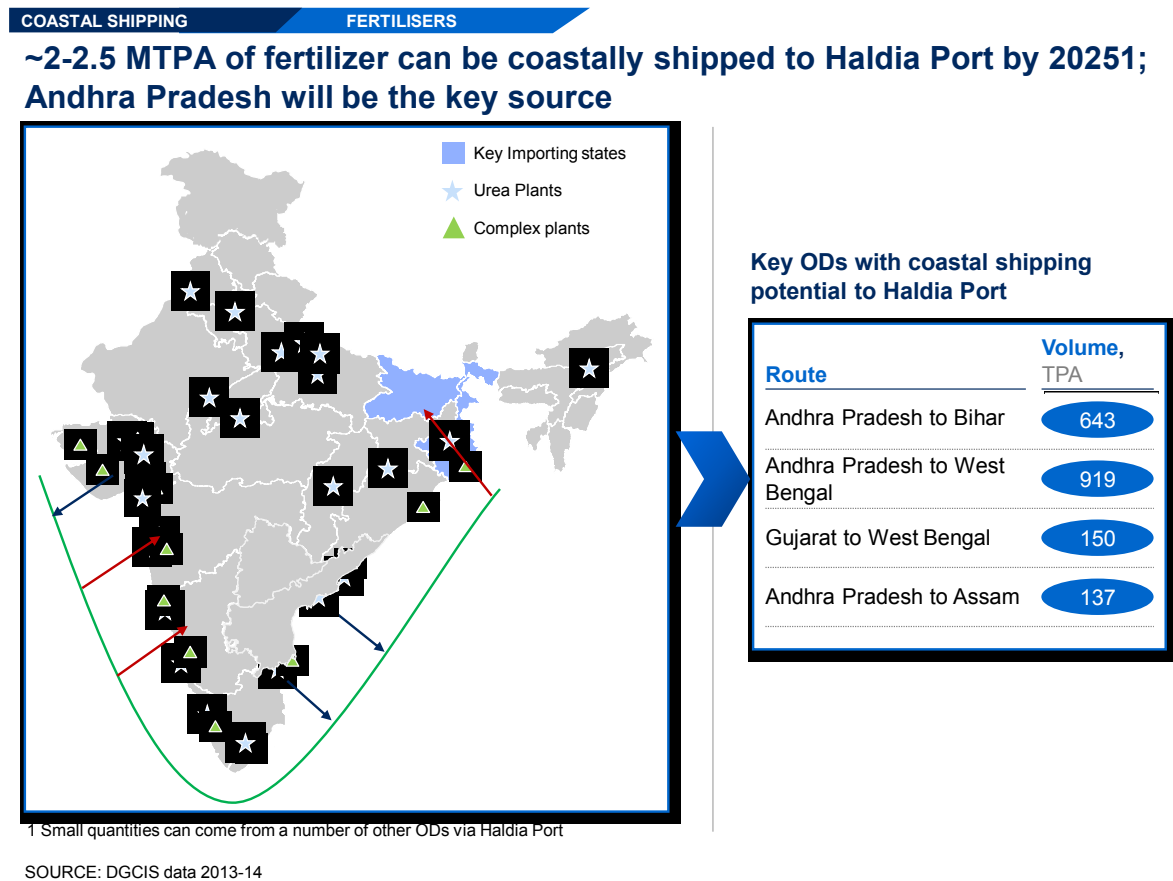 COASTAL SHIPPING
FERTILISERS
~2-2.5 MTPA of fertilizer can be coastally shipped to Haldia Port by 20251;
Andhra Pradesh will be the key source
Key Importing states
Urea Plants
Complex plants
Key ODs with coastal shipping
potential to Haldia Port
Volume,
Route TPA
Andhra Pradesh to Bihar 643
Andhra Pradesh to West
Bengal 919
Gujarat to West Bengal 150
Andhra Pradesh to Assam 137
1 Small quantities can come from a number of other ODs via Haldia Port
SOURCE: DGCIS data 2013-14